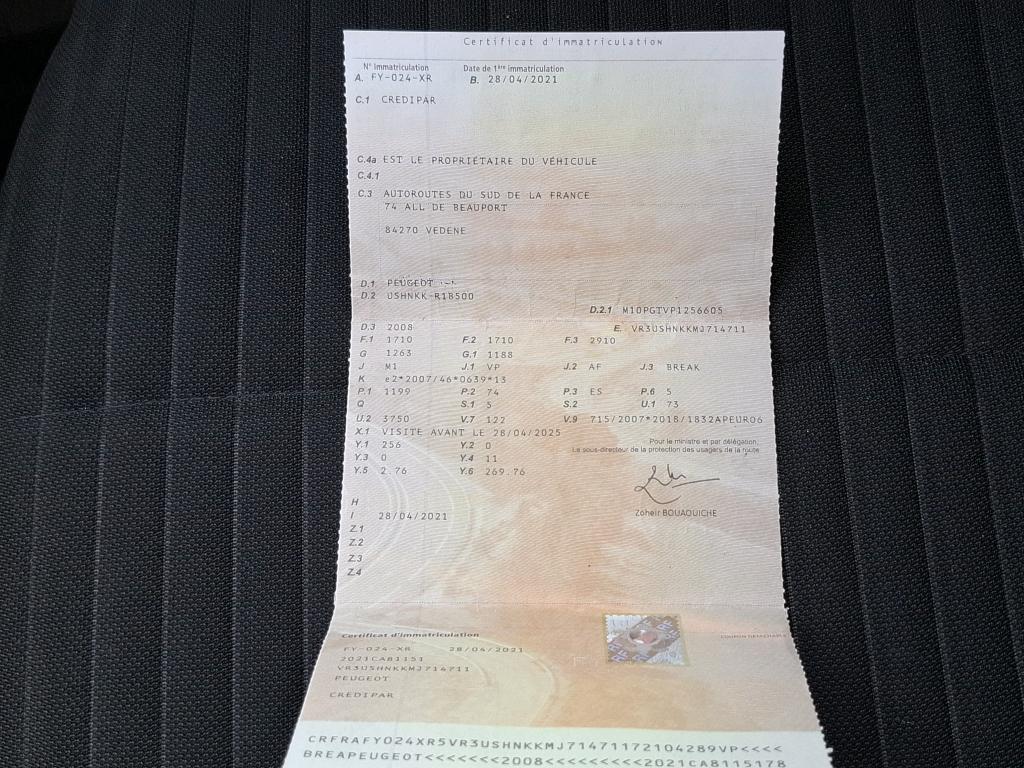 Certificat d'immatriculation
N° Immatriculation Date de 1ère immatriculation
A. FY-024-XR B. 28/04/2021
C.1 CREDIPAR
C.4a EST LE PROPRIÉTAIRE DU VÉHICULE
C.4.1
C.3 AUTOROUTES DU SUD DE LA FRANCE
74 ALL DE BEAUPORT
84270 VEDENE
D.1 PEUGEOT
D.2 USHNKK-R1B500
D.2.1 M10PGTVP1256605
D.3 2008 E. VR3USHNKKMJ714711
F.1 1710 F.2 1710 F.3 2910
G 1263 G.1 1188
J M1 J.1 VP J.2 AF J.3 BREAK
K e2*2007/46*0639*13
P.1 1199 P.2 74 P.3 ES P.6 5
Q S.1 5 S.2 U.1 73
U.2 3750 V.7 122 V.9 715/2007*2018/1832APEURO6
X.1 VISITE AVANT LE 28/04/2025
Pour le ministre et par délégation,
Y.1 256 Y.2 0
Le sous-directeur de la protection des usagers de la route
Y.3 0 Y.4 11
Y.5 2.76 Y.6 269.76
H
I 28/04/2021
Zoheir BOUAOUICHE
Z.1
Z.2
Z.3
Z.4
Certificat d'immatriculation
COUPON DETACHABLE
FY-024-XR 28/04/2021
2021CA81151
VR3USHNKKMJ714711
PEUGEOT
CREDIPAR
CRFRAFY024XR5VR3USHNKKMJ71471172104289VP<<<<
BREAPEUGEOT<<<<<<<2008<<<<<<<<<2021CA8115178